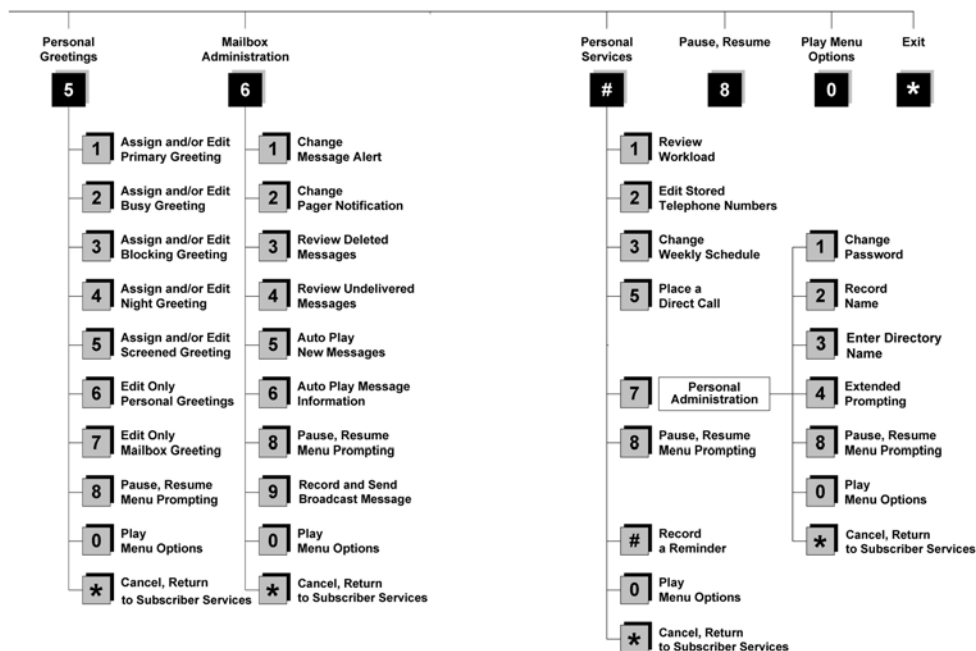 Personal
Greetings
5
Mailbox
Administration
6
Personal
Services
#
Pause, Resume
8
Play Menu
Options
0
Exit
*
1 Assign and/or Edit
Primary Greeting
2 Assign and/or Edit
Busy Greeting
3 Assign and/or Edit
Blocking Greeting
4 Assign and/or Edit
Night Greeting
5 Assign and/or Edit
Screened Greeting
6 Edit Only
Personal Greetings
7 Edit Only
Mailbox Greeting
8 Pause, Resume
Menu Prompting
0 Play
Menu Options
* Cancel, Return
to Subscriber Services
1 Change
Message Alert
2 Change
Pager Notification
3 Review Deleted
Messages
4 Review Undelivered
Messages
5 Auto Play
New Messages
6 Auto Play Message
Information
8 Pause, Resume
Menu Prompting
9 Record and Send
Broadcast Message
0 Play
Menu Options
* Cancel, Return
to Subscriber Services
1 Review
Workload
2 Edit Stored
Telephone Numbers
3 Change
Weekly Schedule
5 Place a
Direct Call
7 Personal
Administration
8 Pause, Resume
Menu Prompting
# Record
a Reminder
0 Play
Menu Options
* Cancel, Return
to Subscriber Services
1 Change
Password
2 Record
Name
3 Enter Directory
Name
4 Extended
Prompting
8 Pause, Resume
Menu Prompting
0 Play
Menu Options
* Cancel, Return
to Subscriber Services